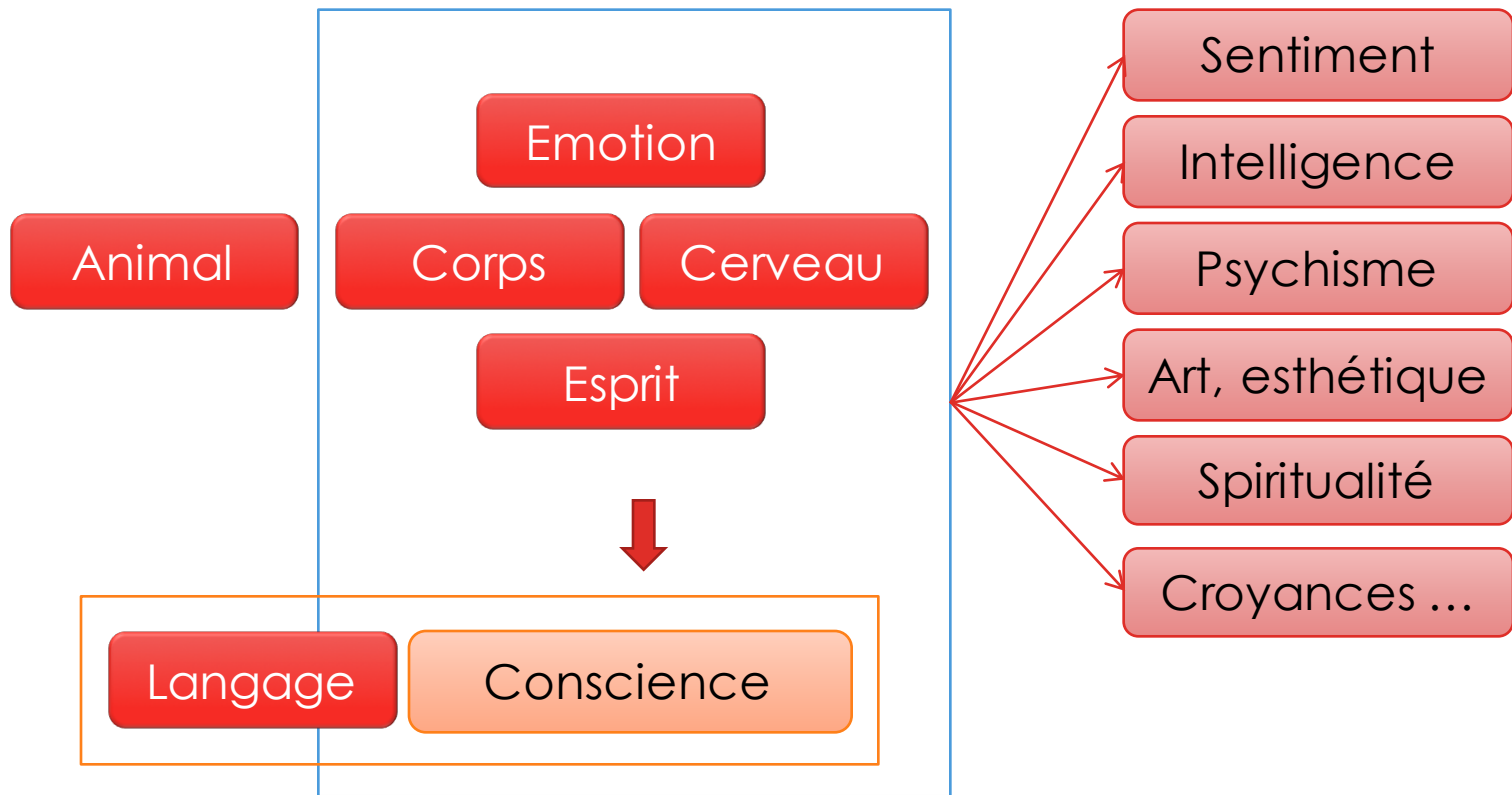 Emotion
Animal
Corps
Cerveau
Esprit
Langage
Conscience
Sentiment
Intelligence
Psychisme
Art, esthétique
Spiritualité
Croyances …